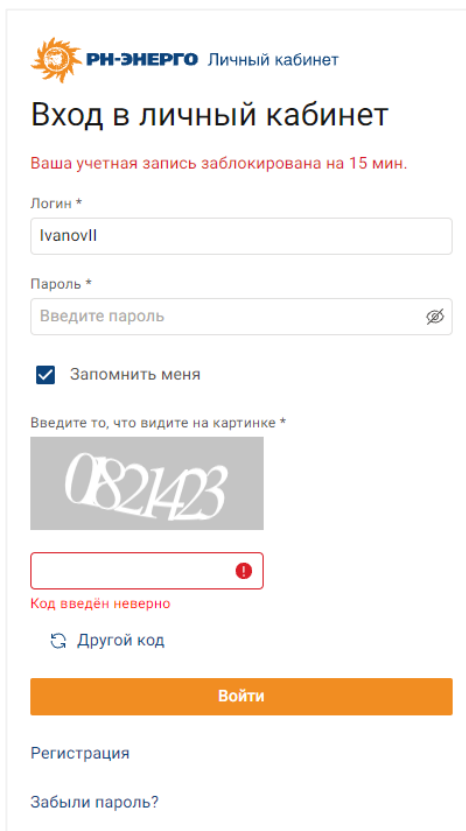 РН-ЭНЕРГО Личный кабинет
Вход в личный кабинет
Ваша учетная запись заблокирована на 15 мин.
Логин *
IvanovII
Пароль *
Введите пароль
Запомнить меня
Введите то, что видите на картинке *
0821423
Код введён неверно
Другой код
Войти
Регистрация
Забыли пароль?